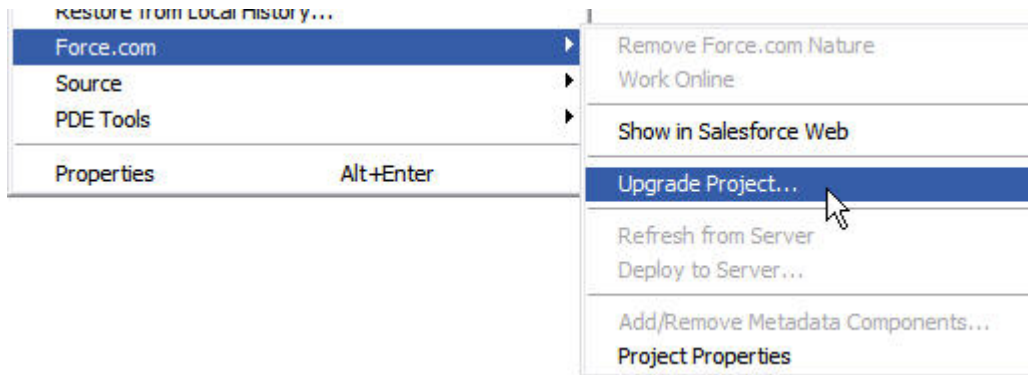 Restore from Local History...
Force.com
Source
PDE Tools
Properties Alt+Enter
Remove Force.com Nature
Work Online
Show in Salesforce Web
Upgrade Project...
Refresh from Server
Deploy to Server...
Add/Remove Metadata Components...
Project Properties